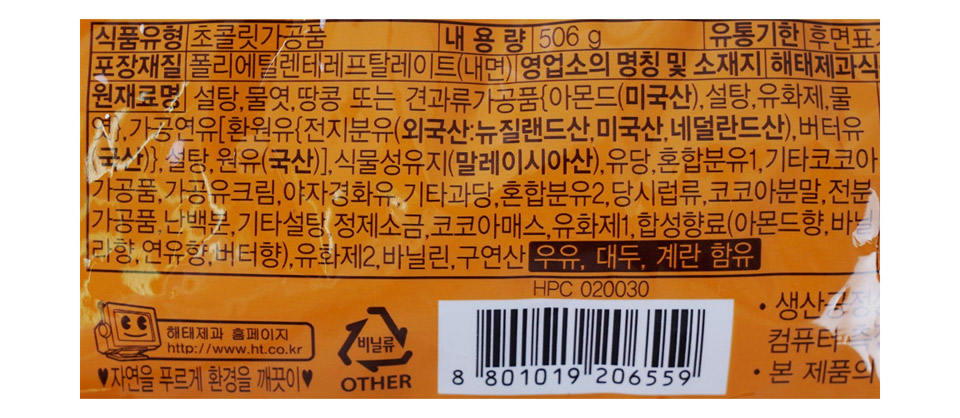 식품유형 초콜릿가공품 내 용 량 506 g 유통기한 후면표기
포장재질 폴리에틸렌테레프탈레이트(내면) 영업소의 명칭 및 소재지 해태제과식
원재료명 설탕,물엿,땅콩 또는 견과류가공품{아몬드(미국산),설탕,유화제,물
엿},가공연유[환원유{전지분유(외국산:뉴질랜드산,미국산,네덜란드산),버터유
국산)},설탕,원유(국산)],식물성유지(말레이시아산),유당,혼합분유1,기타코코아
가공품,가공유크림,야자경화유,기타과당,혼합분유2,당시럽류,코코아분말,전분
가공품,난백분,기타설탕,정제소금,코코아매스,유화제1,합성향료(아몬드향,바닐
라향,연유향,버터향),유화제2,바닐린,구연산 우유, 대두, 계란 함유
HPC 020030
해태제과 홈페이지
http://www.ht.co.kr
♥자연을 푸르게 환경을 깨끗이♥
비닐류
OTHER
8 801019 206559
• 생산공정
컴퓨터
• 본 제품의